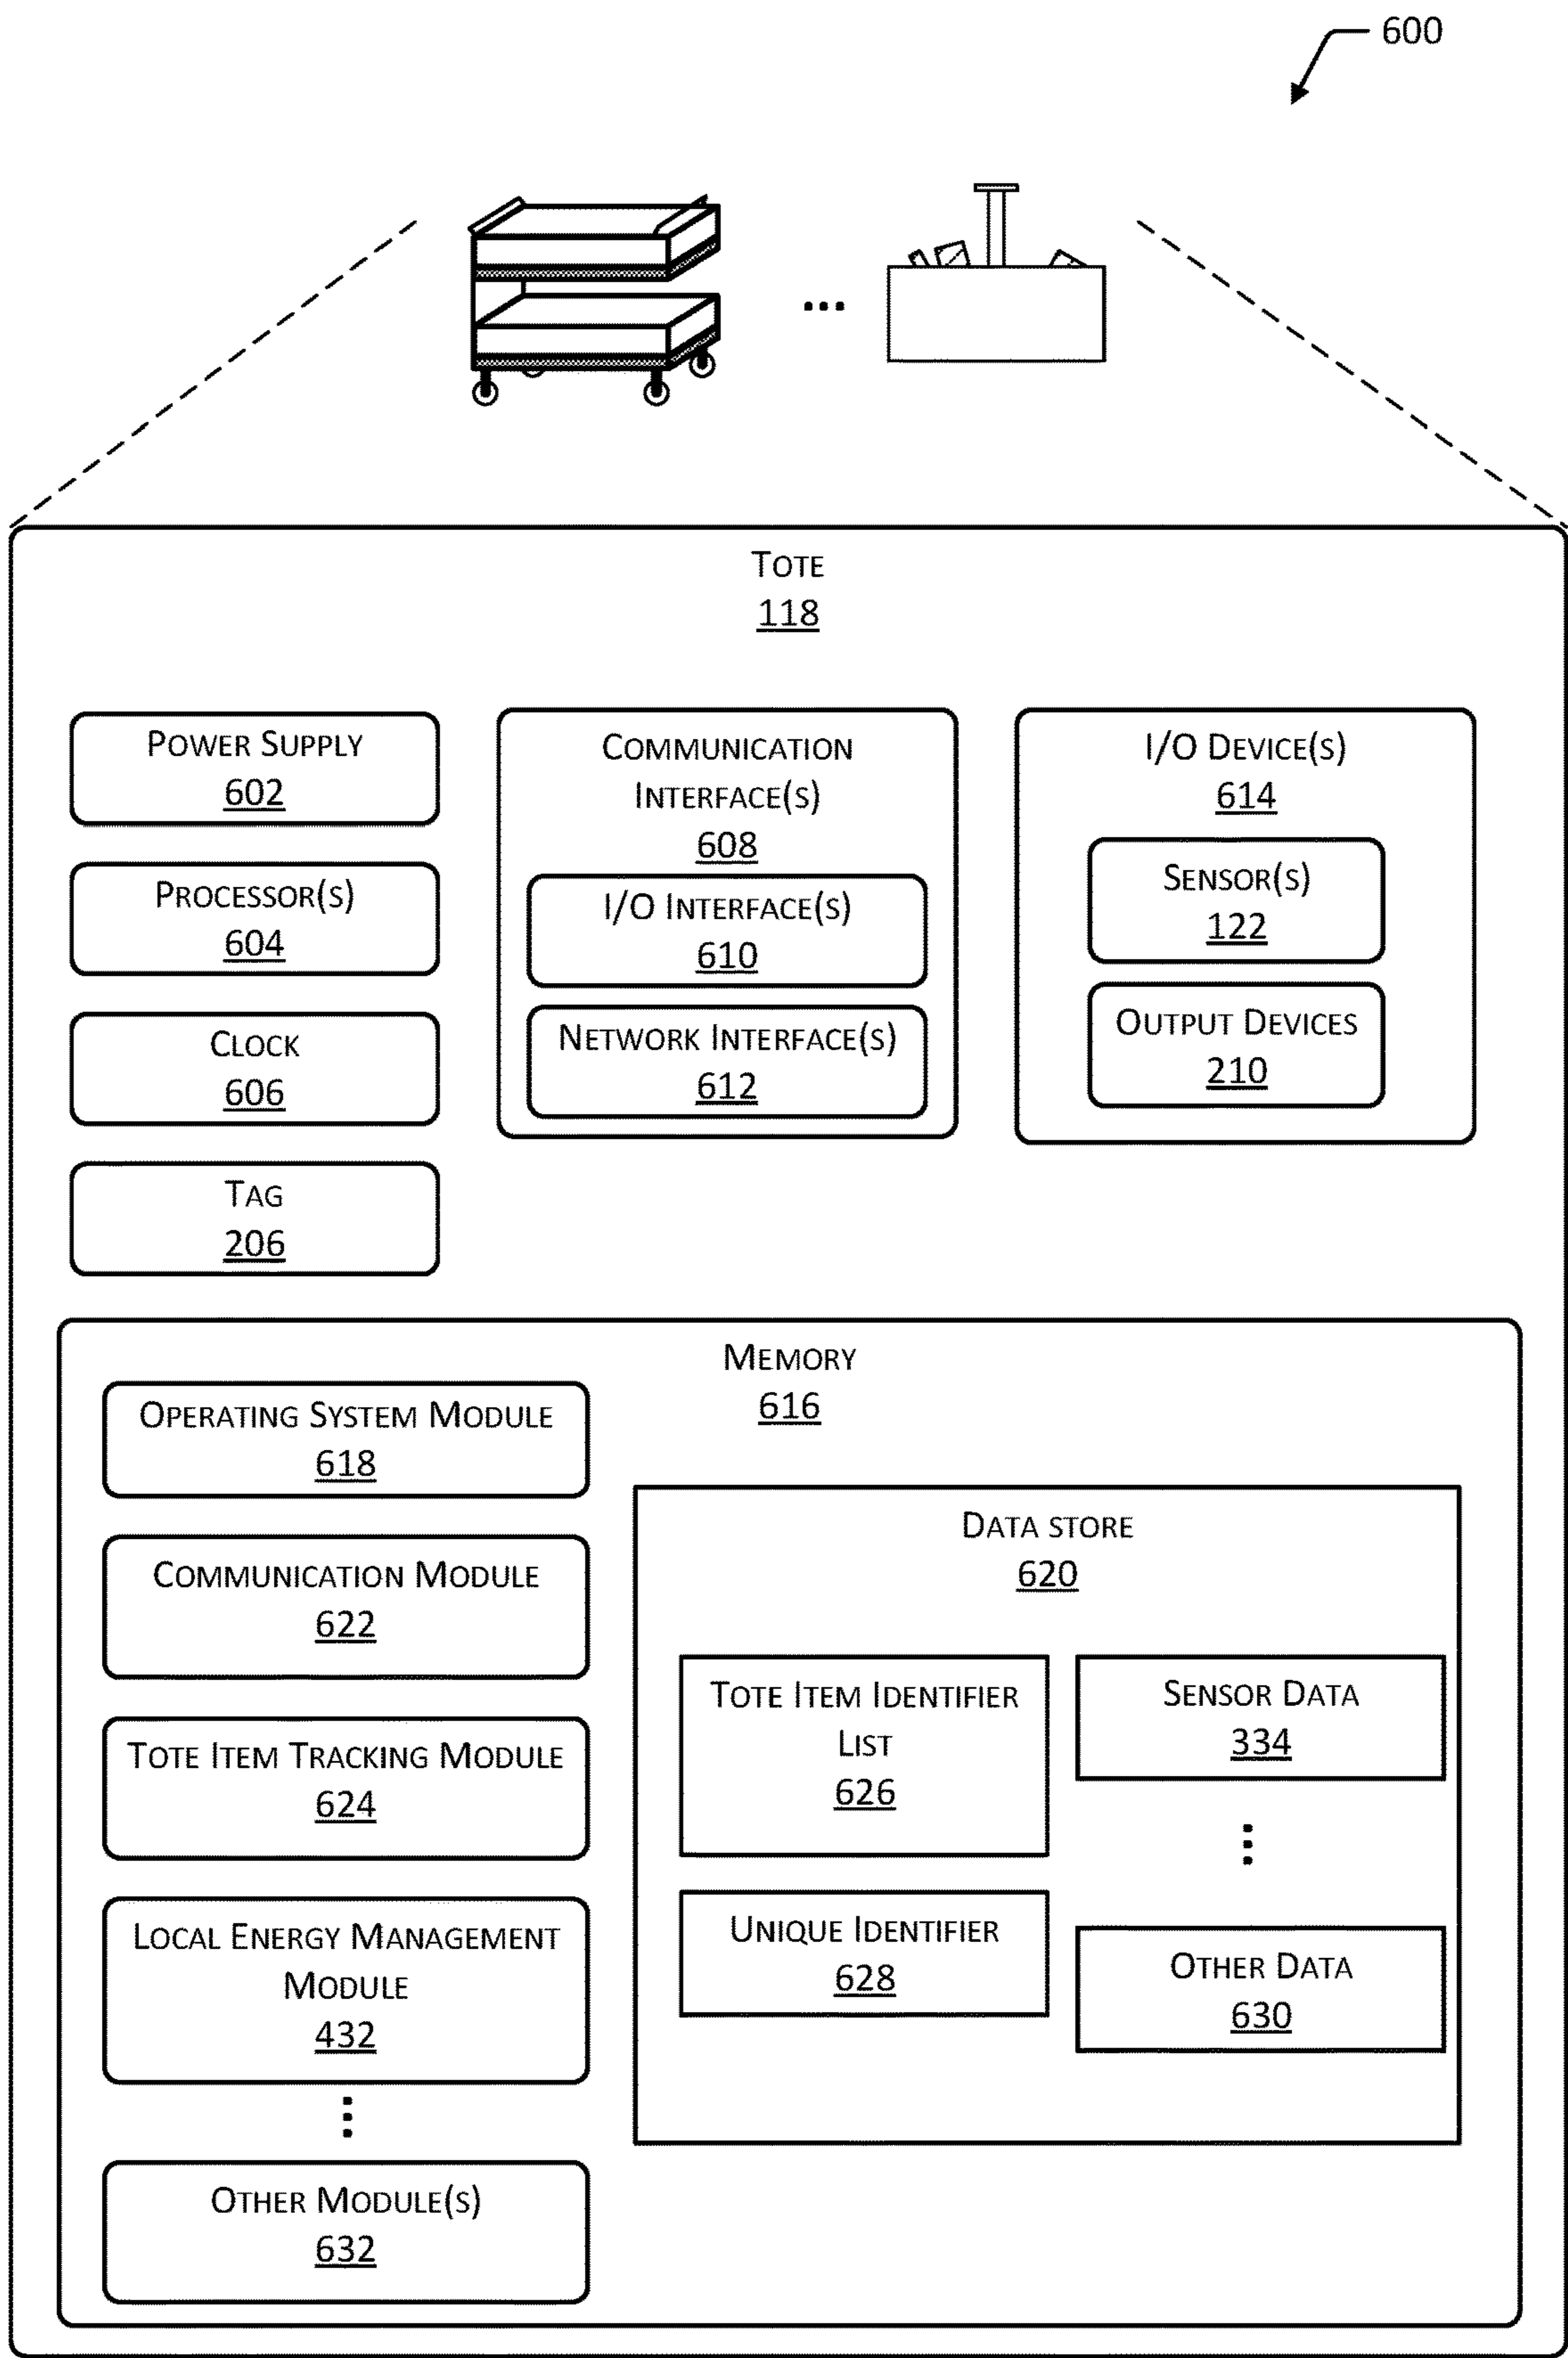 600
TOTE
118
POWER SUPPLY
602
PROCESSOR(S)
604
CLOCK
606
TAG
206
COMMUNICATION
INTERFACE(S)
608
I/O INTERFACE(S)
610
NETWORK INTERFACE(S)
612
I/O DEVICE(S)
614
SENSOR(S)
122
OUTPUT DEVICES
210
MEMORY
616
OPERATING SYSTEM MODULE
618
COMMUNICATION MODULE
622
TOTE ITEM TRACKING MODULE
624
LOCAL ENERGY MANAGEMENT
MODULE
432
OTHER MODULE(S)
632
DATA STORE
620
TOTE ITEM IDENTIFIER
LIST
626
UNIQUE IDENTIFIER
628
SENSOR DATA
334
OTHER DATA
630